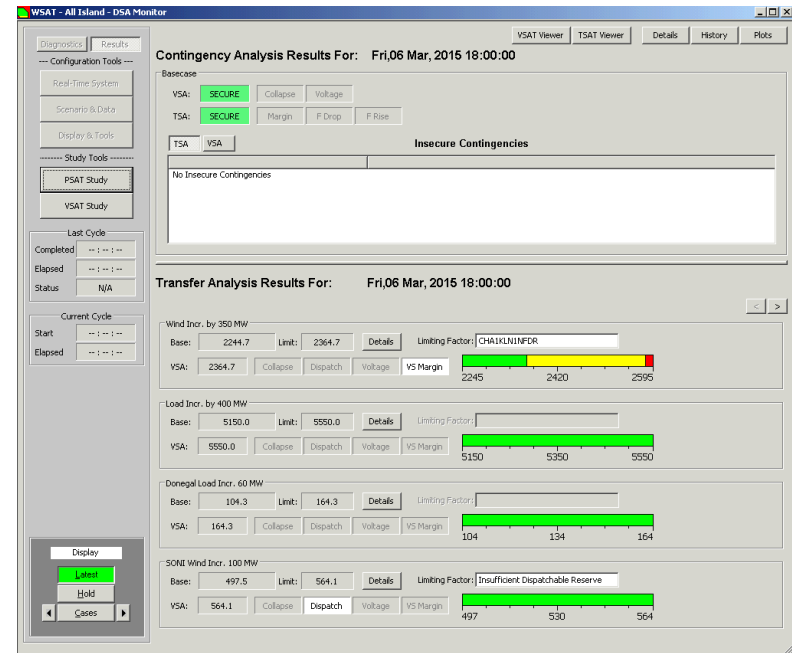 WSAT - All Island - DSA Monitor
Diagnostics Results
--- Configuration Tools ---
Real-Time System
Scenario & Data
Display & Tools
-------- Study Tools --------
PSAT Study
VSAT Study
Last Cycle
Completed -- : -- : --
Elapsed -- : -- : --
Status N/A
Current Cycle
Start -- : -- : --
Elapsed -- : -- : --
Display
Latest
Hold
Cases
VSAT Viewer TSAT Viewer Details History Plots
Contingency Analysis Results For: Fri,06 Mar, 2015 18:00:00
Basecase
VSA: SECURE Collapse Voltage
TSA: SECURE Margin F Drop F Rise
TSA VSA Insecure Contingencies
No Insecure Contingencies
Transfer Analysis Results For: Fri,06 Mar, 2015 18:00:00
< >
Wind Incr. by 350 MW
Base: 2244.7 Limit: 2364.7 Details Limiting Factor: CHA1KLN1NFDR
VSA: 2364.7 Collapse Dispatch Voltage VS Margin
2245 2420 2595
Load Incr. by 400 MW
Base: 5150.0 Limit: 5550.0 Details Limiting Factor:
VSA: 5550.0 Collapse Dispatch Voltage VS Margin
5150 5350 5550
Donegal Load Incr. 60 MW
Base: 104.3 Limit: 164.3 Details Limiting Factor:
VSA: 164.3 Collapse Dispatch Voltage VS Margin
104 134 164
SONI Wind Incr. 100 MW
Base: 497.5 Limit: 564.1 Details Limiting Factor: Insufficient Dispatchable Reserve
VSA: 564.1 Collapse Dispatch Voltage VS Margin
497 530 564